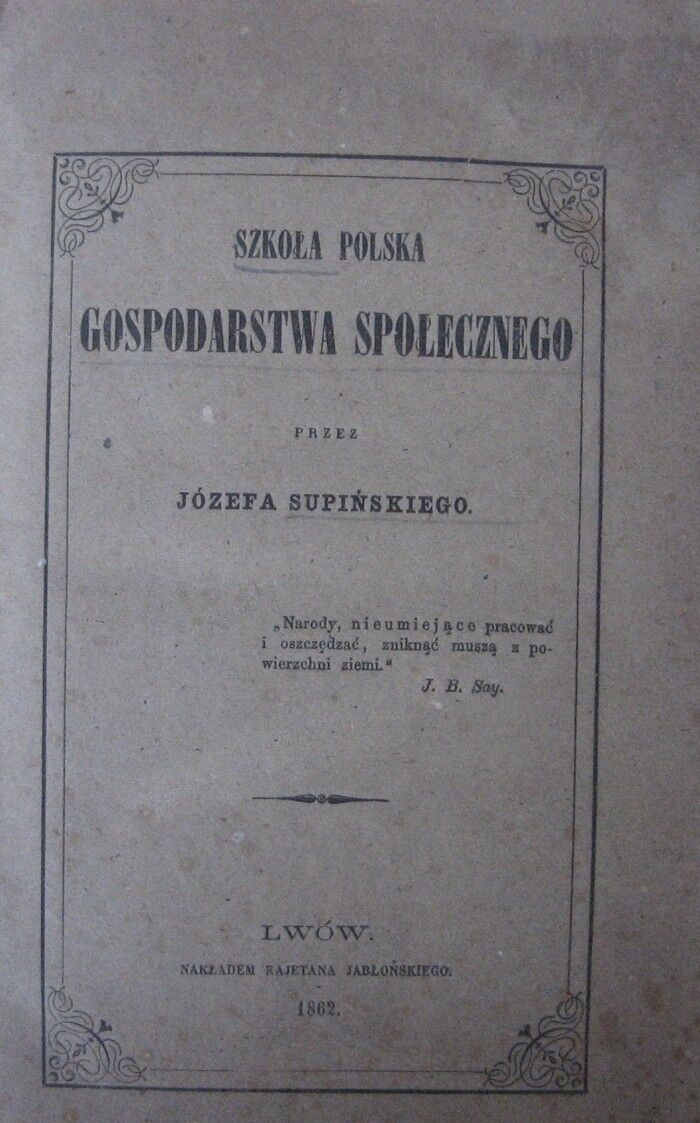 SZKOŁA POLSKA
GOSPODARSTWA SPOŁECZNEGO
PRZEZ
JÓZEFA SUPIŃSKIEGO.
„Narody, nieumiejące pracować
i oszczędzać, zniknąć muszą z po-
wierzchni ziemi.“
J. B. Say.
LWÓW.
NAKŁADEM KAJETANA JABŁOŃSKIEGO.
1862.